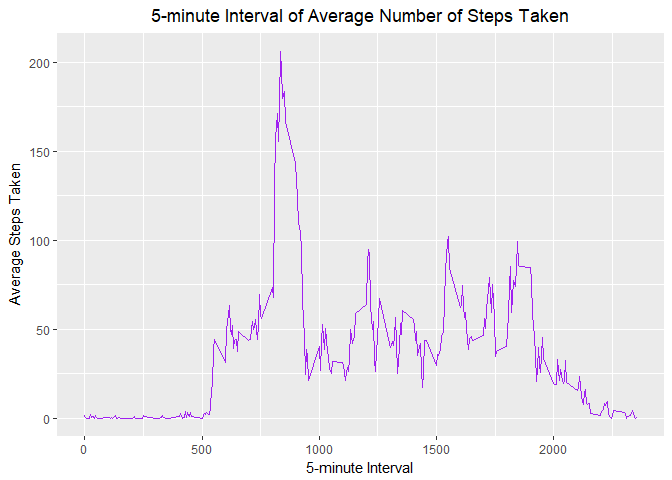 5-minute Interval of Average Number of Steps Taken
Average Steps Taken
200
150
100
50
0
0 500 1000 1500 2000
5-minute Interval